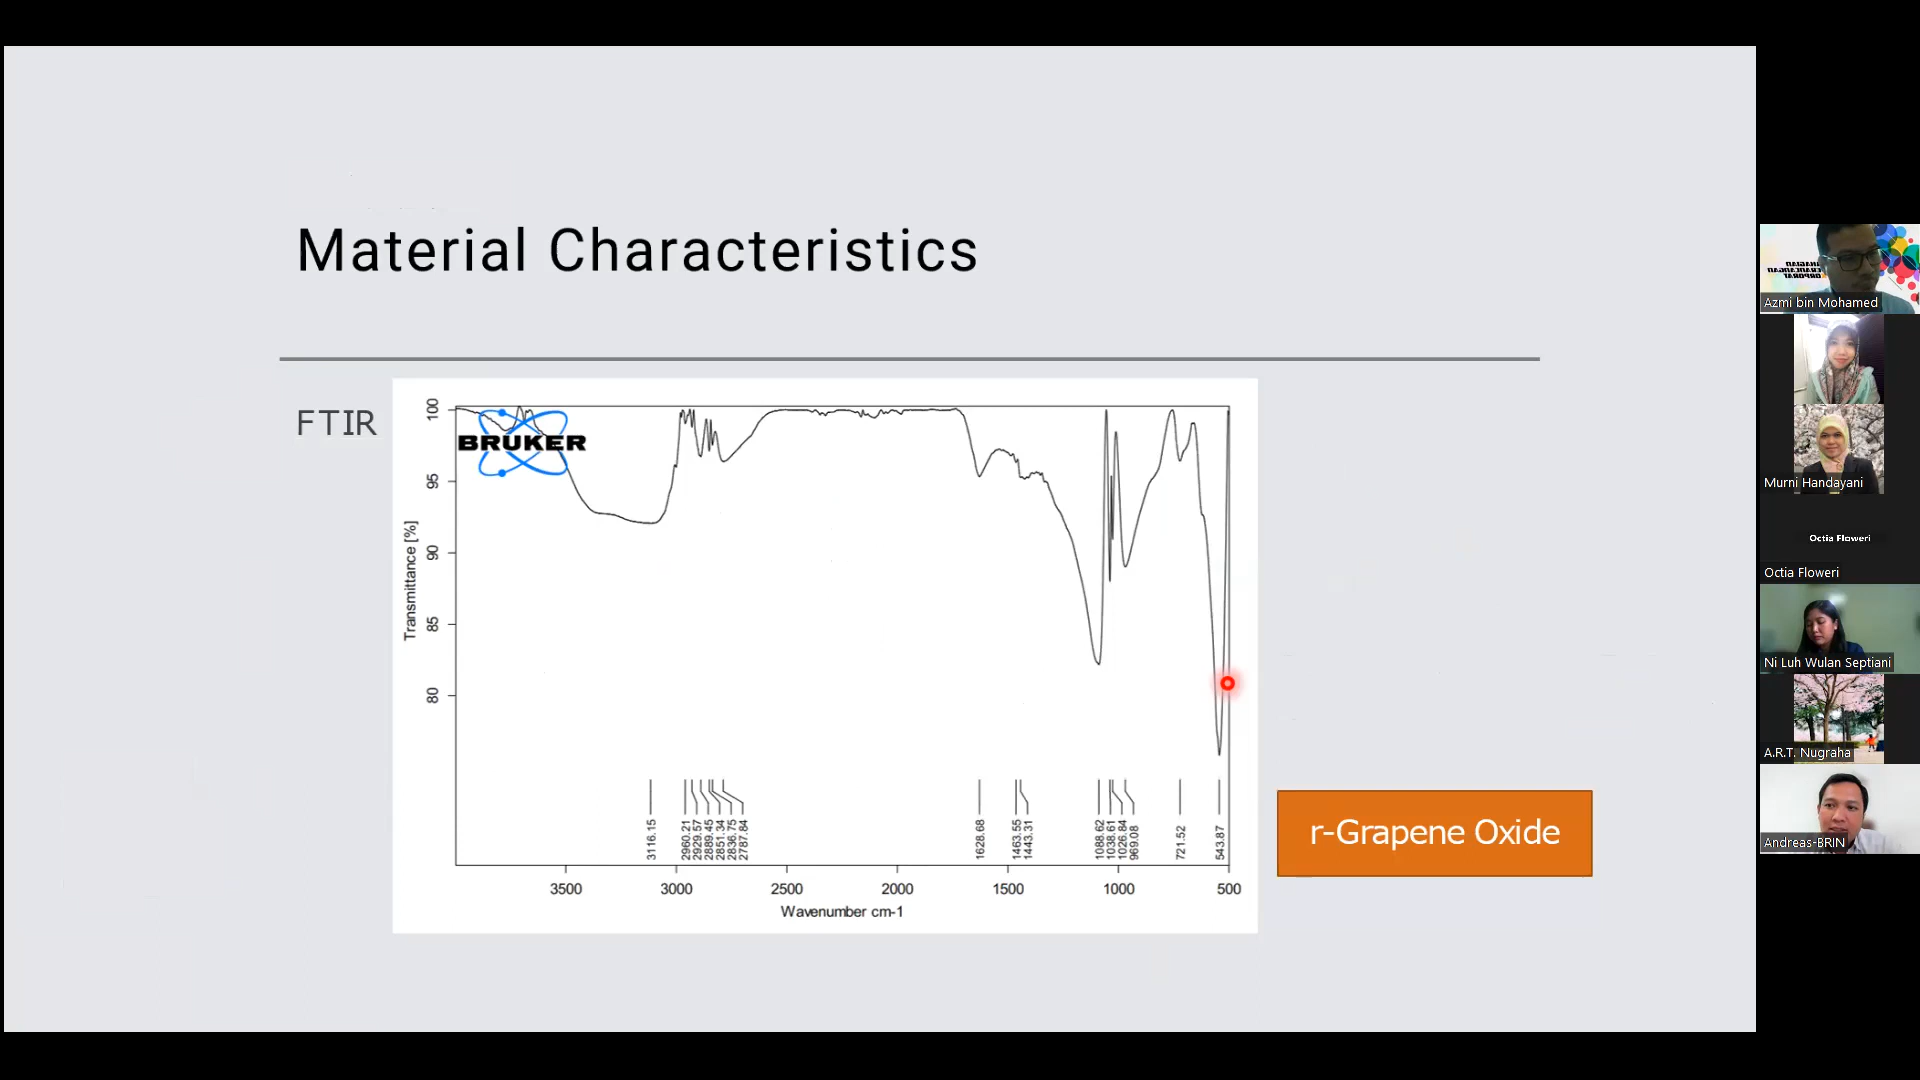 Material Characteristics
FTIR
BRUKER
Transmittance [%]
100
95
90
85
80
3116.15
2960.21
2929.57
2889.45
2851.34
2836.75
2787.84
1628.68
1463.55
1443.31
1088.62
1038.61
1026.84
969.08
721.52
543.87
3500 3000 2500 2000 1500 1000 500
Wavenumber cm-1
r-Grapene Oxide
Azmi bin Mohamed
Murni Handayani
Octia Floweri
Octia Floweri
Ni Luh Wulan Septiani
A.R.T. Nugraha
Andreas-BRIN